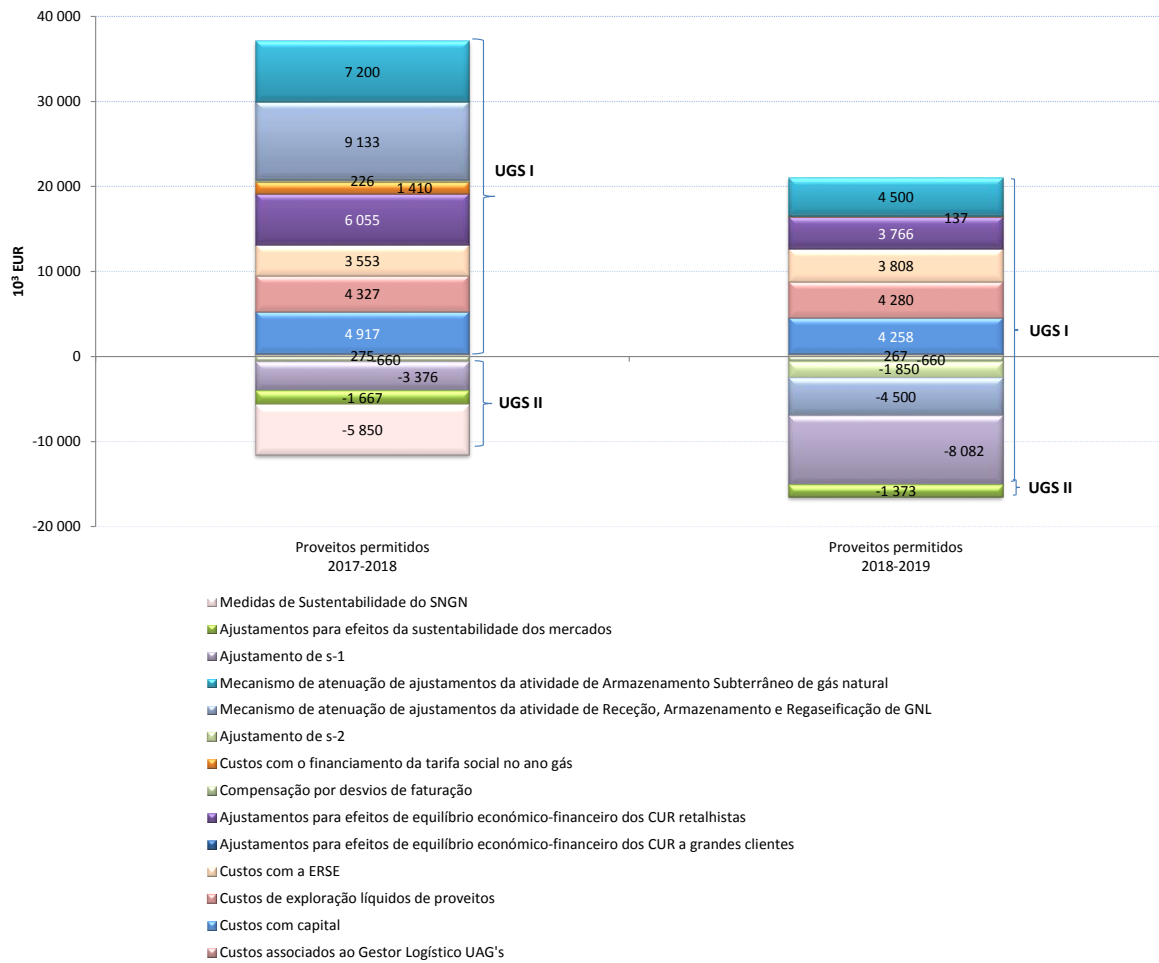 40 000
30 000
20 000
10 000
0
-10 000
-20 000
10³ EUR
7 200
9 133
226
1 410
6 055
3 553
4 327
4 917
275
-660
-3 376
-1 667
-5 850
UGS I
UGS II
4 500
137
3 766
3 808
4 280
4 258
267
-660
-1 850
-4 500
-8 082
-1 373
UGS I
UGS II
Proveitos permitidos
2017-2018
Proveitos permitidos
2018-2019
Medidas de Sustentabilidade do SNGN
Ajustamentos para efeitos da sustentabilidade dos mercados
Ajustamento de s-1
Mecanismo de atenuação de ajustamentos da atividade de Armazenamento Subterrâneo de gás natural
Mecanismo de atenuação de ajustamentos da atividade de Receção, Armazenamento e Regaseificação de GNL
Ajustamento de s-2
Custos com o financiamento da tarifa social no ano gás
Compensação por desvios de faturação
Ajustamentos para efeitos de equilíbrio económico-financeiro dos CUR retalhistas
Ajustamentos para efeitos de equilíbrio económico-financeiro dos CUR a grandes clientes
Custos com a ERSE
Custos de exploração líquidos de proveitos
Custos com capital
Custos associados ao Gestor Logístico UAG's